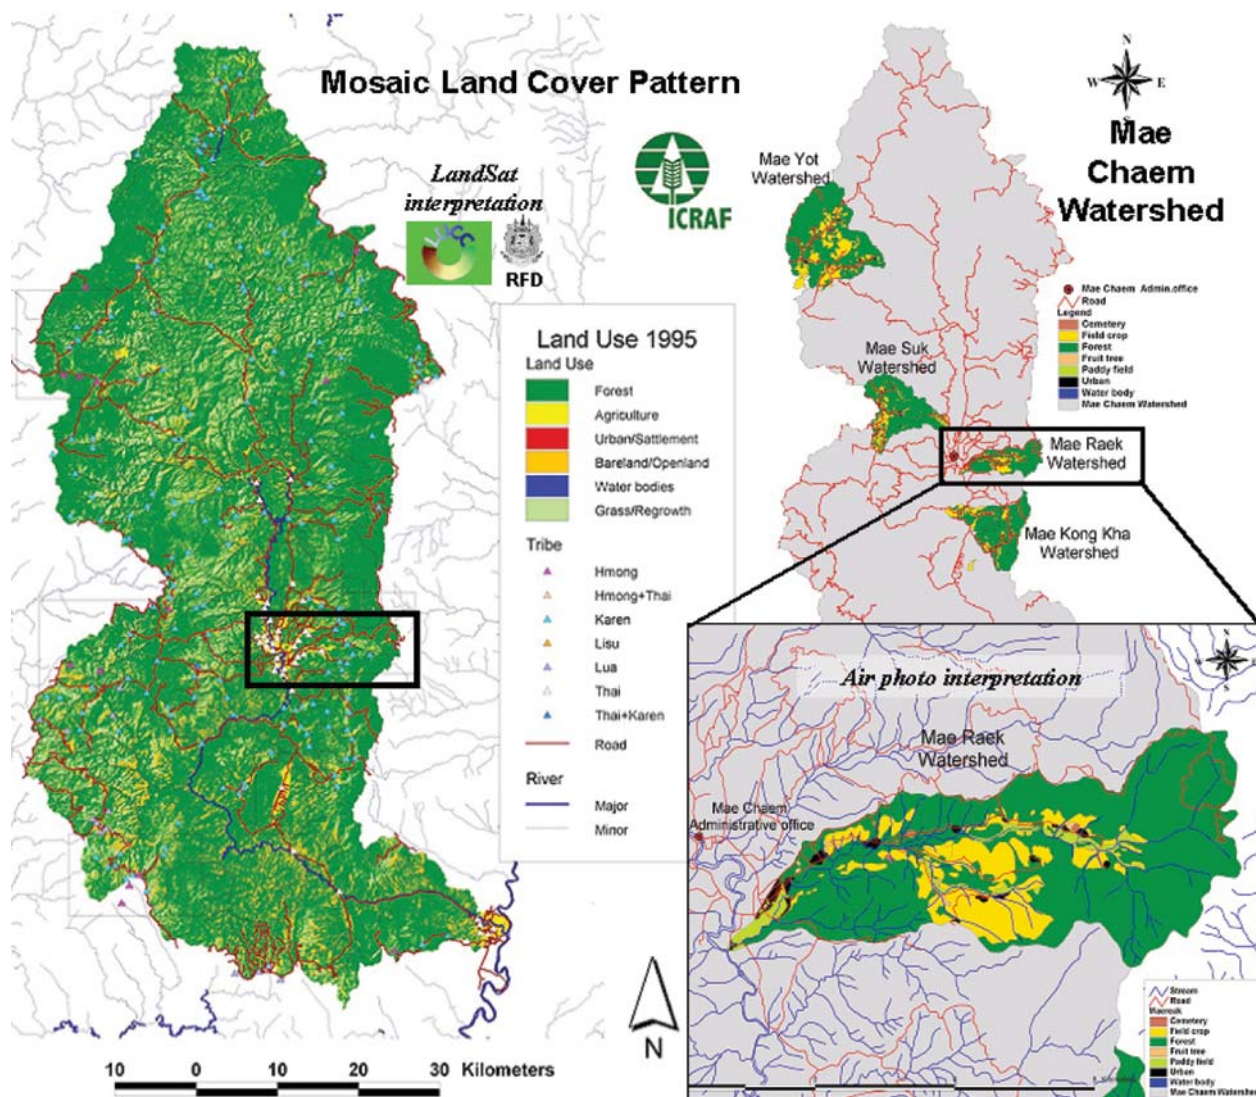 Mosaic Land Cover Pattern
LandSat
interpretation
RFD
ICRAF
Land Use 1995
Land Use
Forest
Agriculture
Urban/Sattlement
Bareland/Openland
Water bodies
Grass/Regrowth
Tribe
Hmong
Hmong+Thai
Karen
Lisu
Lua
Thai
Thai+Karen
Road
River
Major
Minor
10 0 10 20 30 Kilometers
N
N
W E
S
Mae
Chaem
Watershed
Mae Yot
Watershed
Mae Suk
Watershed
Mae Raek
Watershed
Mae Kong Kha
Watershed
Mae Chaem Admin.office
Road
Legend
Cemetery
Field crop
Forest
Fruit tree
Paddy field
Urban
Water body
Mae Chaem Watershed
Air photo interpretation
N
W E
S
Mae Raek
Watershed
Mae Chaem
Administrative office
Stream
Road
Cemetery
Field crop
Forest
Fruit tree
Paddy field
Urban
Water body
Mae Chaem Watershed